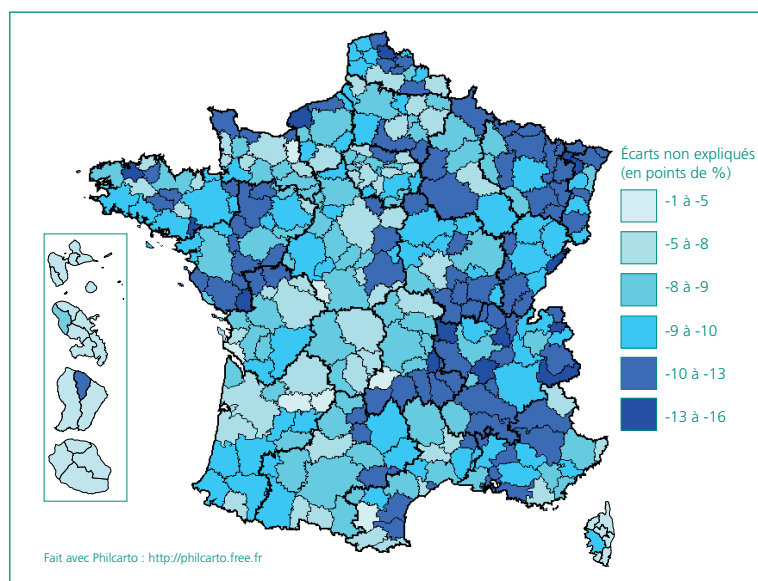 Écarts non expliqués
(en points de %)
-1 à -5
-5 à -8
-8 à -9
-9 à -10
-10 à -13
-13 à -16
Fait avec Philcarto : http://philcarto.free.fr